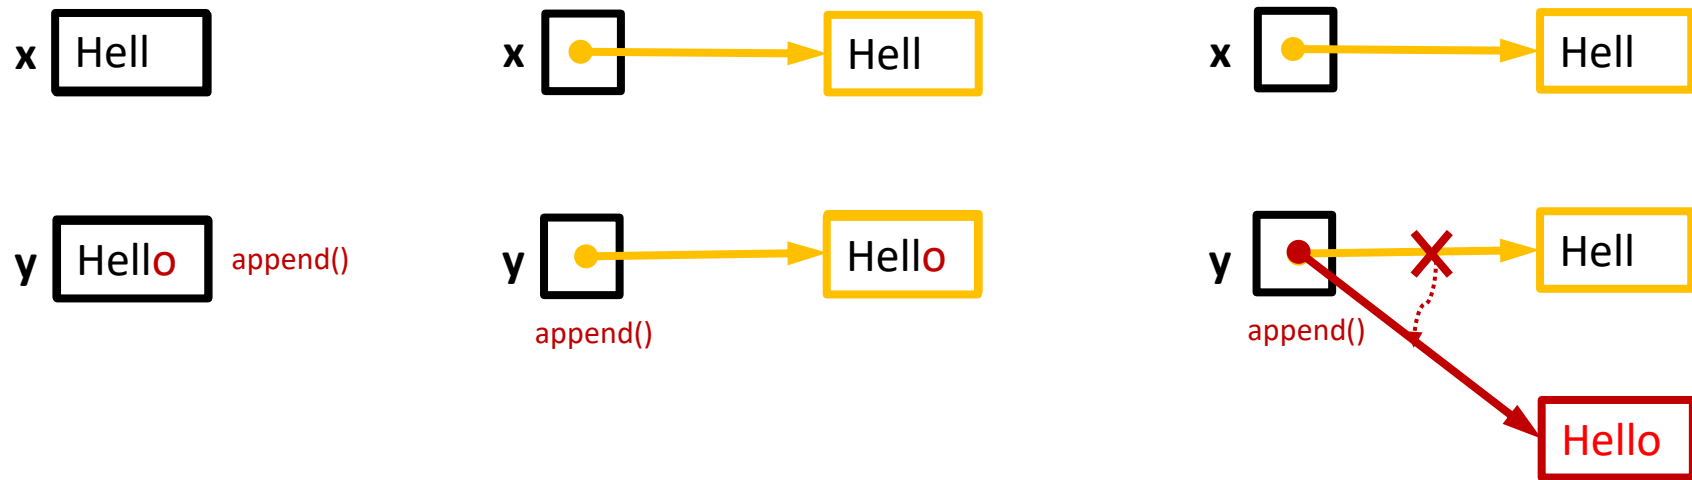 x Hell x Hell x Hell
y Hello append() y Hello y Hell
append() append()
Hello